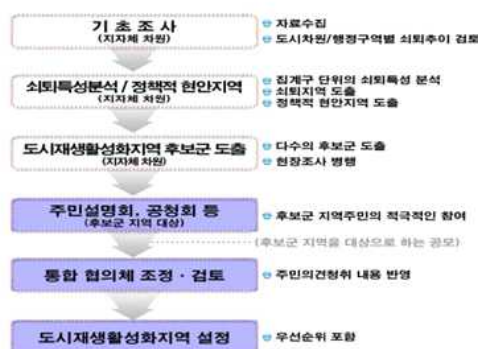 기 초 조 사
(지자체 차원)
자료수집
도시차원/행정구역별 쇠퇴추이 검토
쇠퇴특성분석 / 정책적 현안지역
(지자체 차원)
집계구 단위의 쇠퇴특성 분석
쇠퇴지역 도출
정책적 현안지역 도출
도시재생활성화지역 후보군 도출
(지자체 차원)
다수의 후보군 도출
현장조사 병행
주민설명회, 공청회 등
(후보군 지역 대상)
후보군 지역주민의 적극적인 참여
(후보군 지역을 대상으로 하는 공모)
통합 협의체 조정 · 검토
주민의견청취 내용 반영
도시재생활성화지역 설정
우선순위 포함